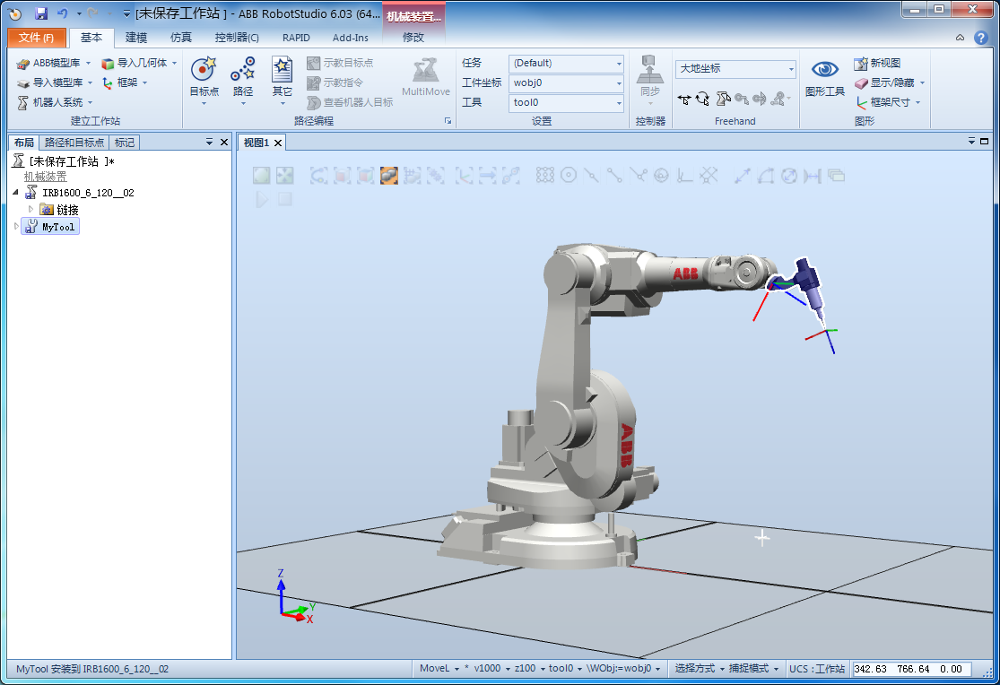 [未保存工作站 ] - ABB RobotStudio 6.03 (64...
机械装置...
文件(F) 基本 建模 仿真 控制器(C) RAPID Add-Ins 修改
ABB模型库 导入几何体
导入模型库 框架
机器人系统
建立工作站
目标点 路径 其它
示教目标点
示教指令
查看机器人目标
MultiMove
路径编程
任务 (Default)
工件坐标 wobj0
工具 tool0
设置
同步
控制器
大地坐标
Freehand
图形工具
新视图
显示/隐藏
框架尺寸
图形
布局 路径和目标点 标记
视图1
[未保存工作站 ]*
机械装置
IRB1600_6_120__02
链接
MyTool
ABB
ABB
Z
Y
X
MyTool 安装到 IRB1600_6_120__02
MoveL * v1000 z100 tool0 \WObj:=wobj0 选择方式 捕捉模式 UCS : 工作站 342.63 766.64 0.00